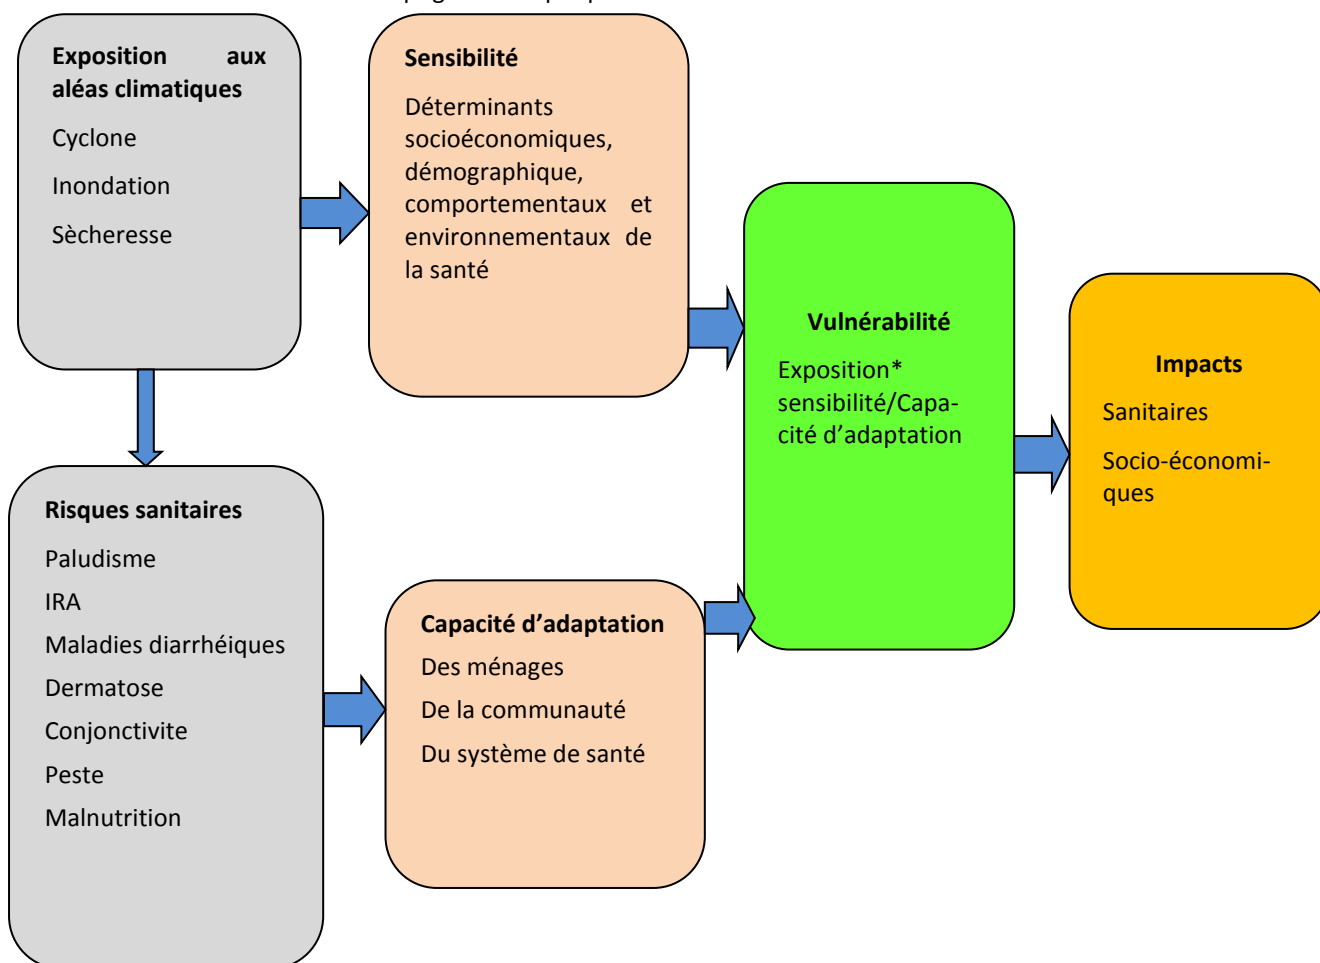 Exposition aux
aléas climatiques
Cyclone
Inondation
Sècheresse
Sensibilité
Déterminants
socioéconomiques,
démographique,
comportementaux et
environnementaux de
la santé
Vulnérabilité
Exposition*
sensibilité/Capa-
cité d’adaptation
Impacts
Sanitaires
Socio-économi-
ques
Risques sanitaires
Paludisme
IRA
Maladies diarrhéiques
Dermatose
Conjonctivite
Peste
Malnutrition
Capacité d’adaptation
Des ménages
De la communauté
Du système de santé